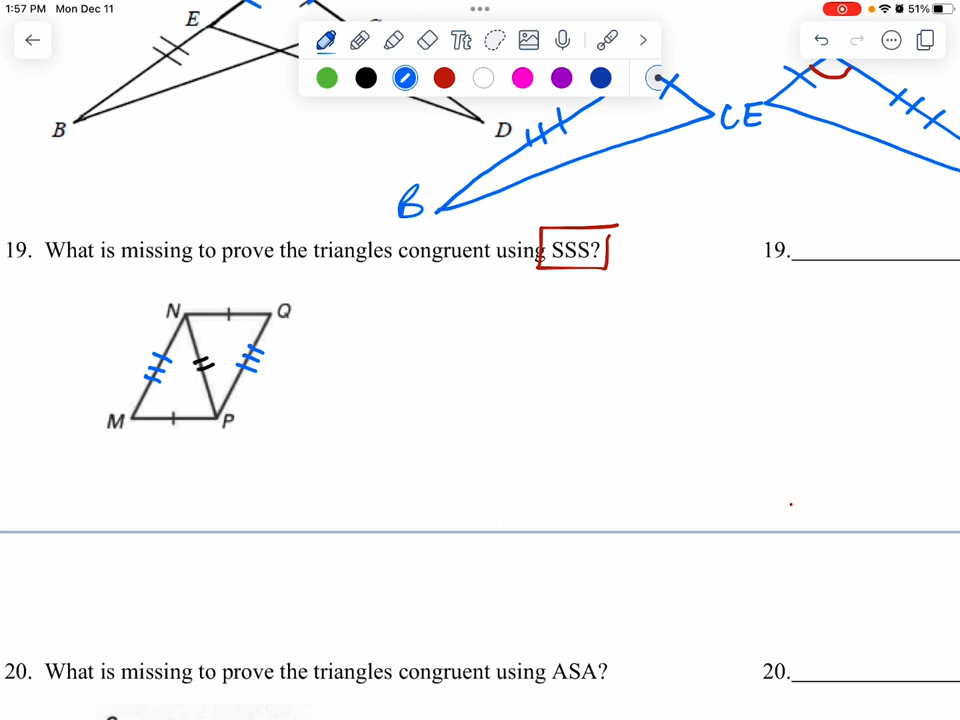 1:57 PM Mon Dec 11
51%
E
Tt
B
D
C E
B
19. What is missing to prove the triangles congruent using SSS?
19.
N
Q
M
P
20. What is missing to prove the triangles congruent using ASA?
20.